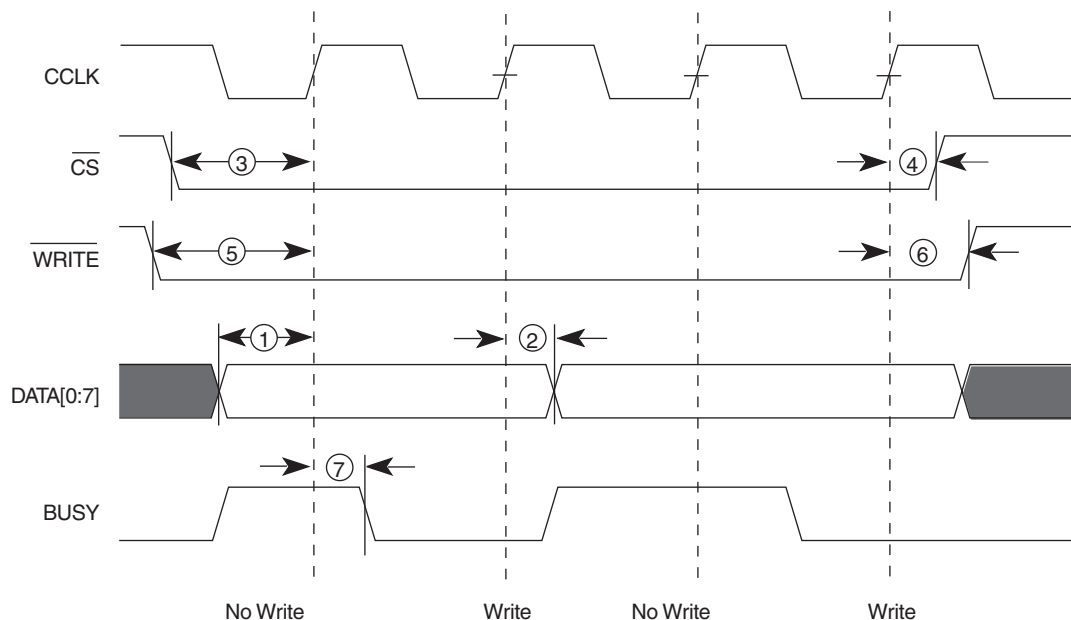 CCLK
CS
③ ④
WRITE
⑤ ⑥
① ②
DATA[0:7]
⑦
BUSY
No Write Write No Write Write